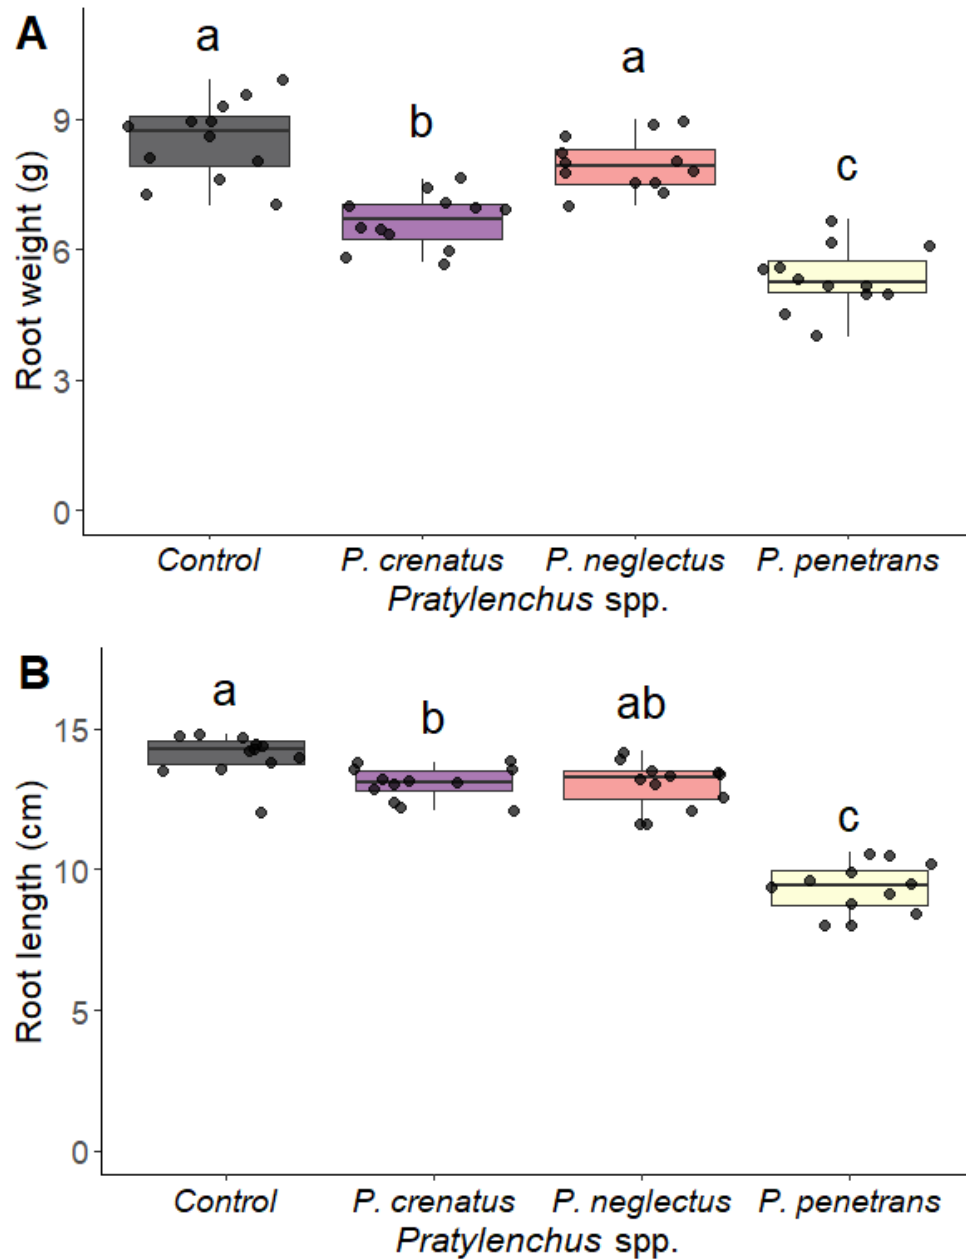 A
a
b
a
c
Root weight (g)
9
6
3
0
Control P. crenatus P. neglectus P. penetrans
Pratylenchus spp.
B
a
b
ab
c
Root length (cm)
15
10
5
0
Control P. crenatus P. neglectus P. penetrans
Pratylenchus spp.